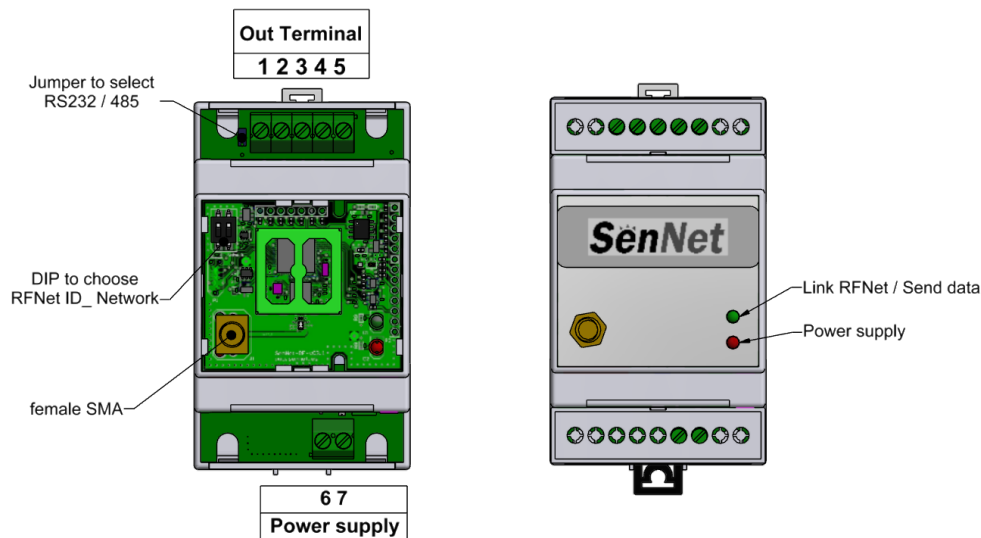 Out Terminal
1 2 3 4 5
Jumper to select
RS232 / 485
DIP to choose
RFNet ID_ Network
female SMA
6 7
Power supply
SenNet
Link RFNet / Send data
Power supply